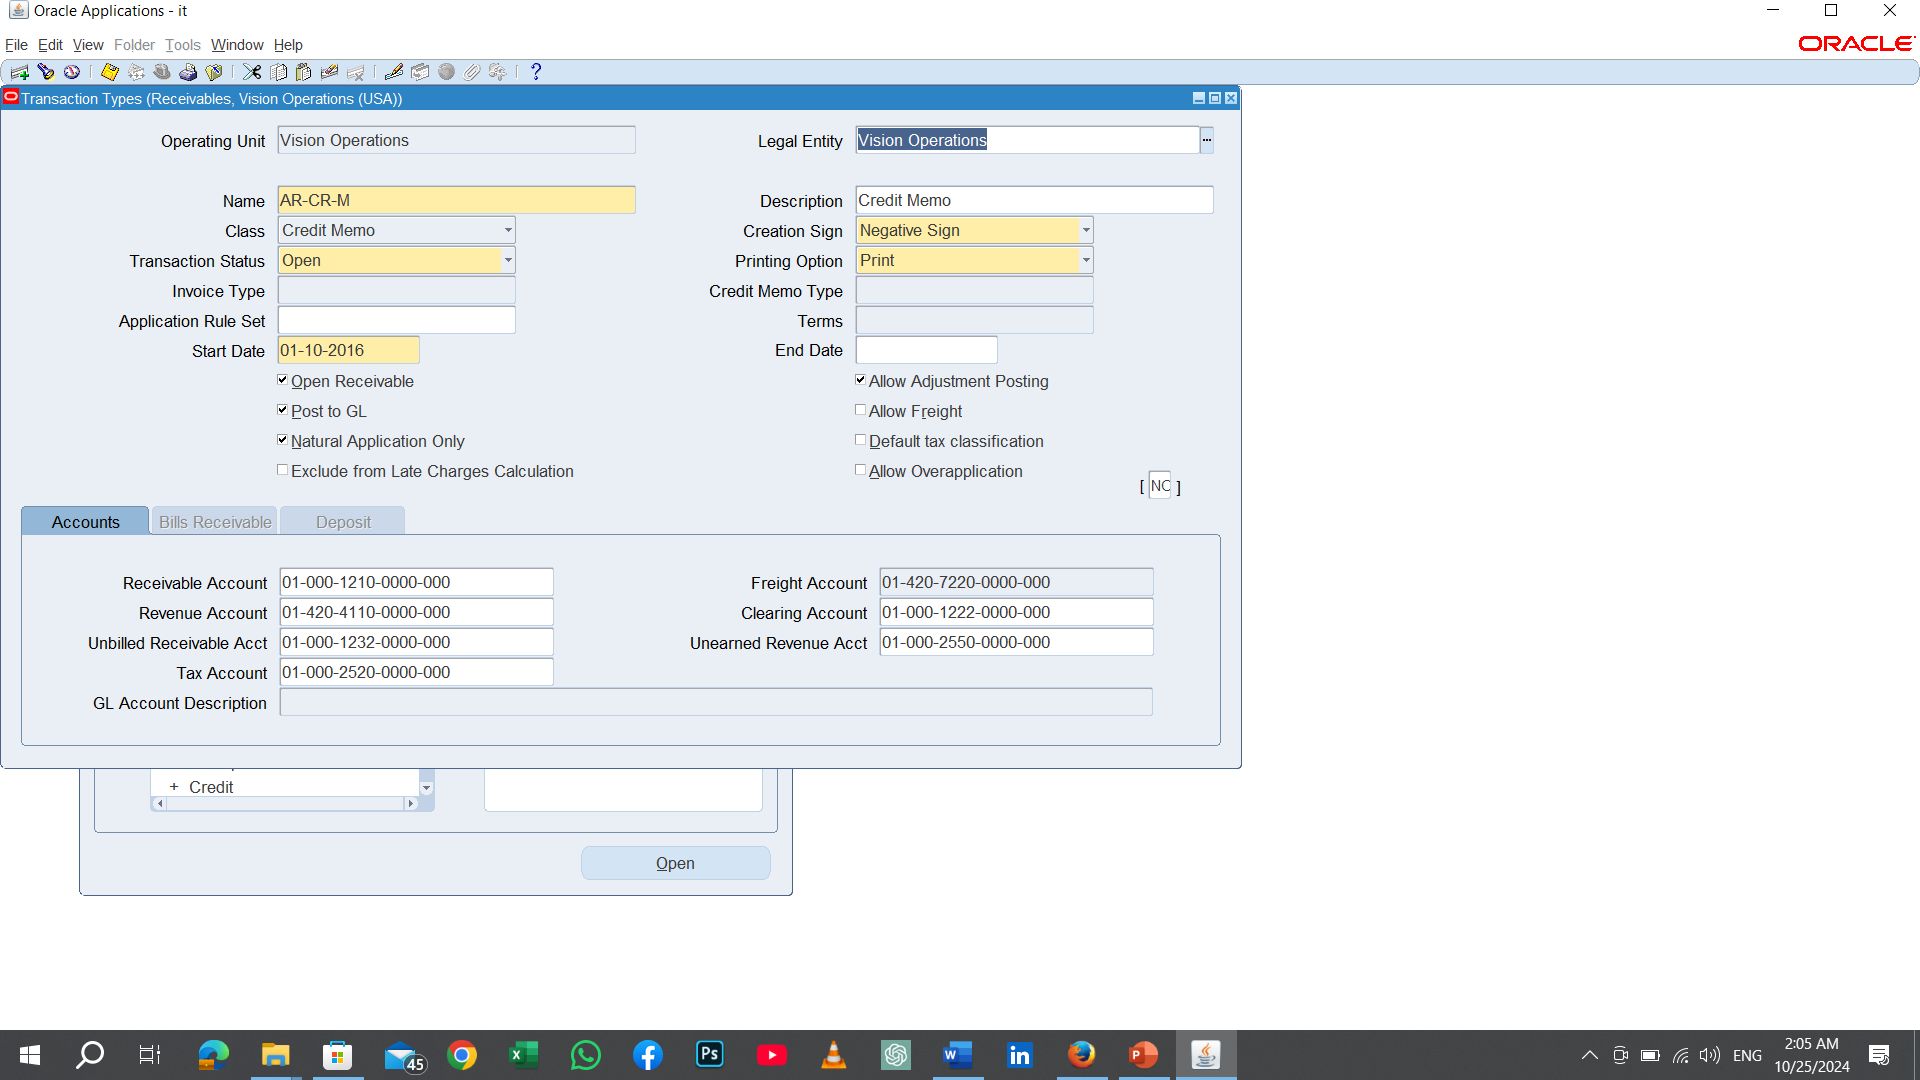 Oracle Applications - it
File Edit View Folder Tools Window Help
ORACLE
Transaction Types (Receivables, Vision Operations (USA))
Operating Unit Vision Operations Legal Entity Vision Operations ...
Name AR-CR-M Description Credit Memo
Class Credit Memo Creation Sign Negative Sign
Transaction Status Open Printing Option Print
Invoice Type Credit Memo Type
Application Rule Set Terms
Start Date 01-10-2016 End Date
Open Receivable Allow Adjustment Posting
Post to GL Allow Freight
Natural Application Only Default tax classification
Exclude from Late Charges Calculation Allow Overapplication
[ NO ]
Accounts Bills Receivable Deposit
Receivable Account 01-000-1210-0000-000 Freight Account 01-420-7220-0000-000
Revenue Account 01-420-4110-0000-000 Clearing Account 01-000-1222-0000-000
Unbilled Receivable Acct 01-000-1232-0000-000 Unearned Revenue Acct 01-000-2550-0000-000
Tax Account 01-000-2520-0000-000
GL Account Description
+ Credit
Open
45 Ps ENG 2:05 AM
10/25/2024